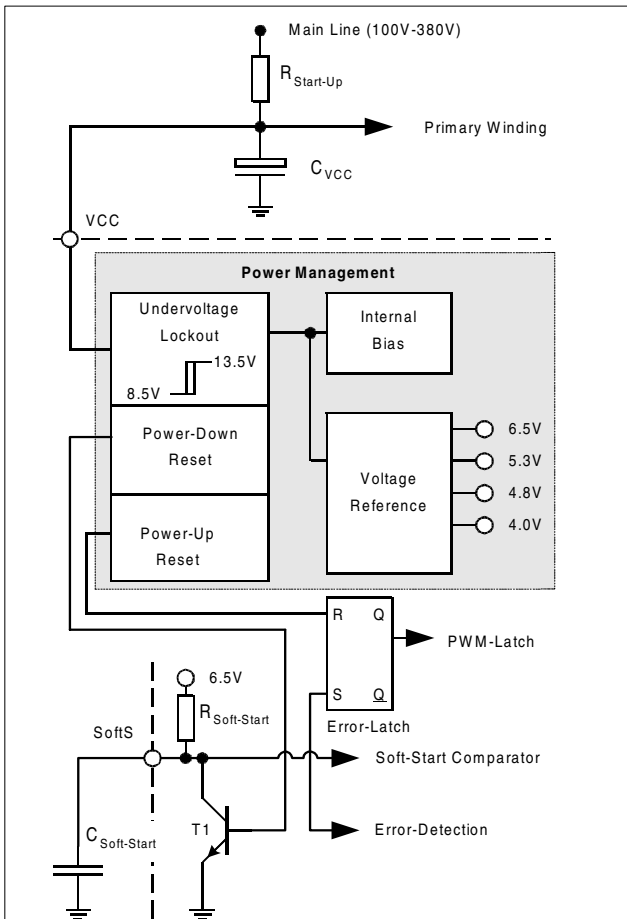 Main Line (100V-380V)
R Start-Up
Primary Winding
C VCC
VCC
Power Management
Undervoltage
Lockout
13.5V
8.5V
Internal
Bias
Power-Down
Reset
Power-Up
Reset
Voltage
Reference
6.5V
5.3V
4.8V
4.0V
R Q
PWM-Latch
S Q
Error-Latch
6.5V
R Soft-Start
SoftS
Soft-Start Comparator
C Soft-Start
T1
Error-Detection